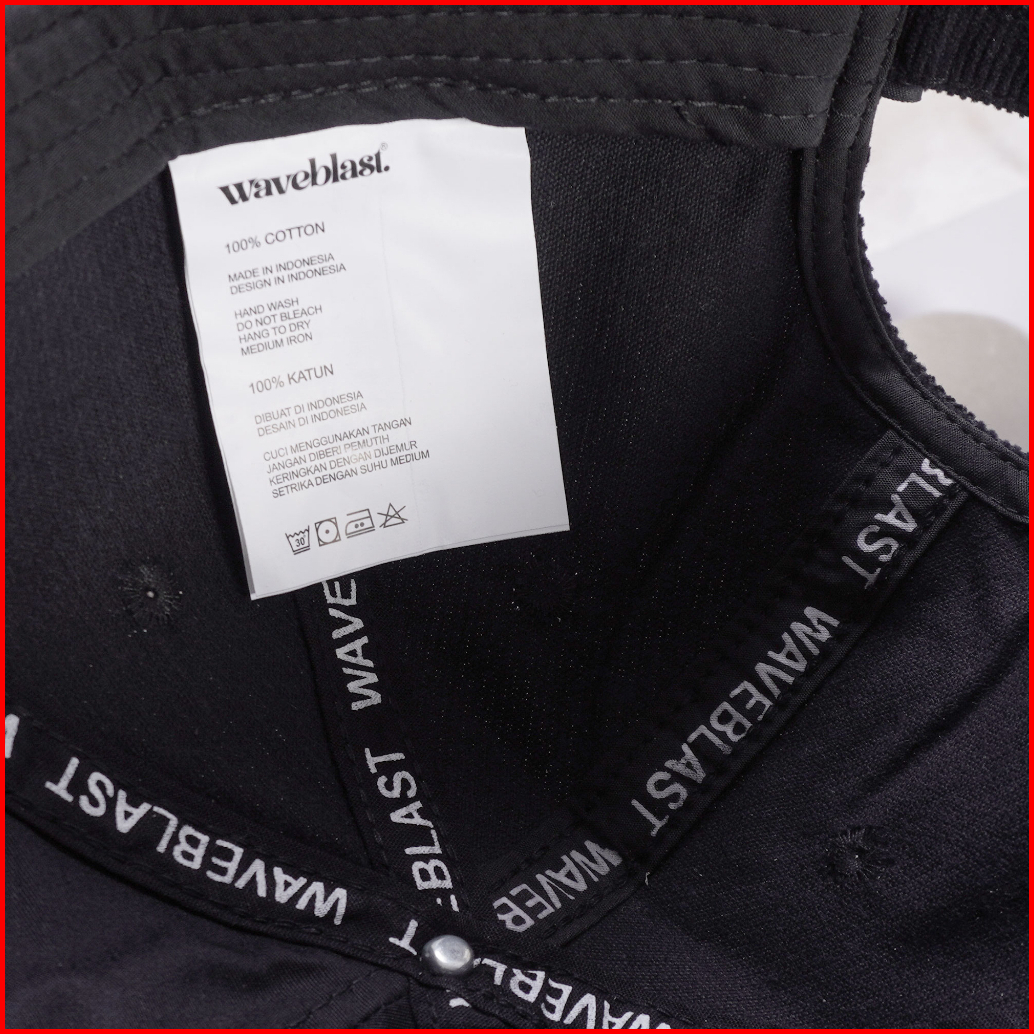 waveblast.®
100% COTTON
MADE IN INDONESIA
DESIGN IN INDONESIA
HAND WASH
DO NOT BLEACH
HANG TO DRY
MEDIUM IRON
100% KATUN
DIBUAT DI INDONESIA
DESAIN DI INDONESIA
CUCI MENGGUNAKAN TANGAN
JANGAN DIBERI PEMUTIH
KERINGKAN DENGAN DIJEMUR
SETRIKA DENGAN SUHU MEDIUM
30
BLAST WAVEBLAST WAVEB
WAVE
BLAST
W
WAVEBLAST
T
WAVEBLAST